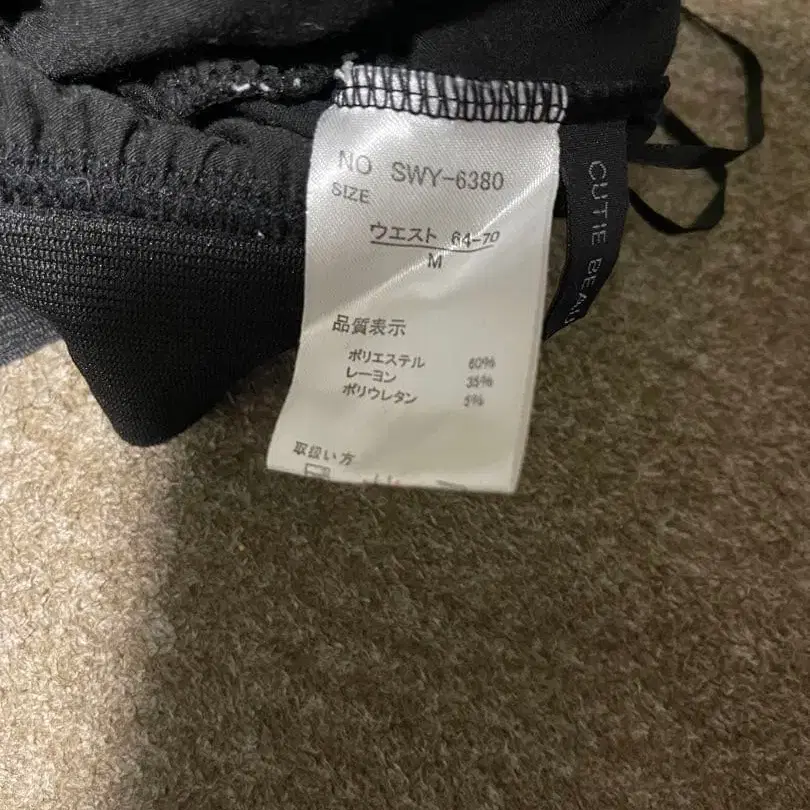 NO SWY-6380
SIZE
ウエスト 64-70
M
品質表示
ポリエステル 60%
レーヨン 35%
ポリウレタン 5%
取扱い方
CUTIE